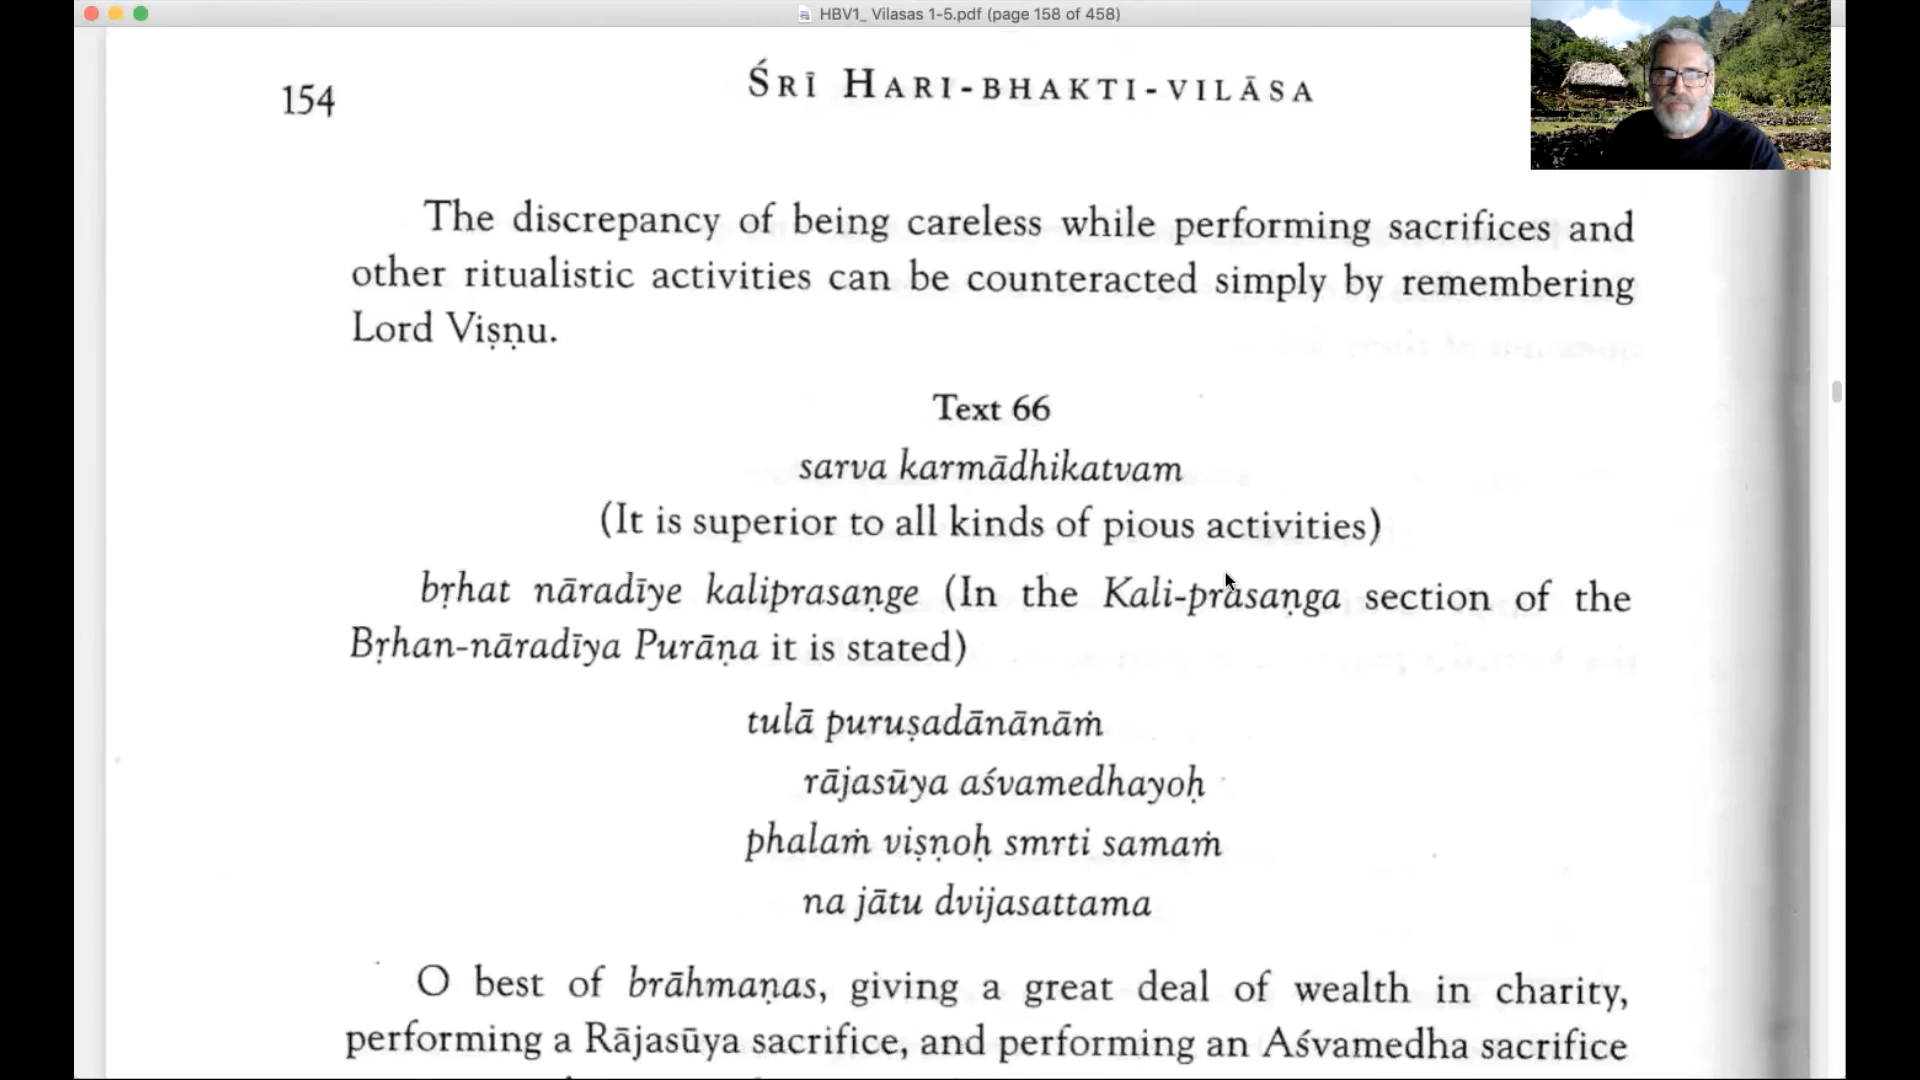 HBV1_ Vilasas 1-5.pdf (page 158 of 458)
154
ŚRĪ HARI-BHAKTI-VILĀSA
The discrepancy of being careless while performing sacrifices and
other ritualistic activities can be counteracted simply by remembering
Lord Viṣṇu.
Text 66
sarva karmādhikatvam
(It is superior to all kinds of pious activities)
bṛhat nāradīye kaliprasaṇge (In the Kali-prasaṇga section of the
Bṛhan-nāradīya Purāṇa it is stated)
tulā puruṣadānānāṁ
rājasūya aśvamedhayoḥ
phalaṁ viṣṇoḥ smrti samaṁ
na jātu dvijasattama
O best of brāhmaṇas, giving a great deal of wealth in charity,
performing a Rājasūya sacrifice, and performing an Aśvamedha sacrifice